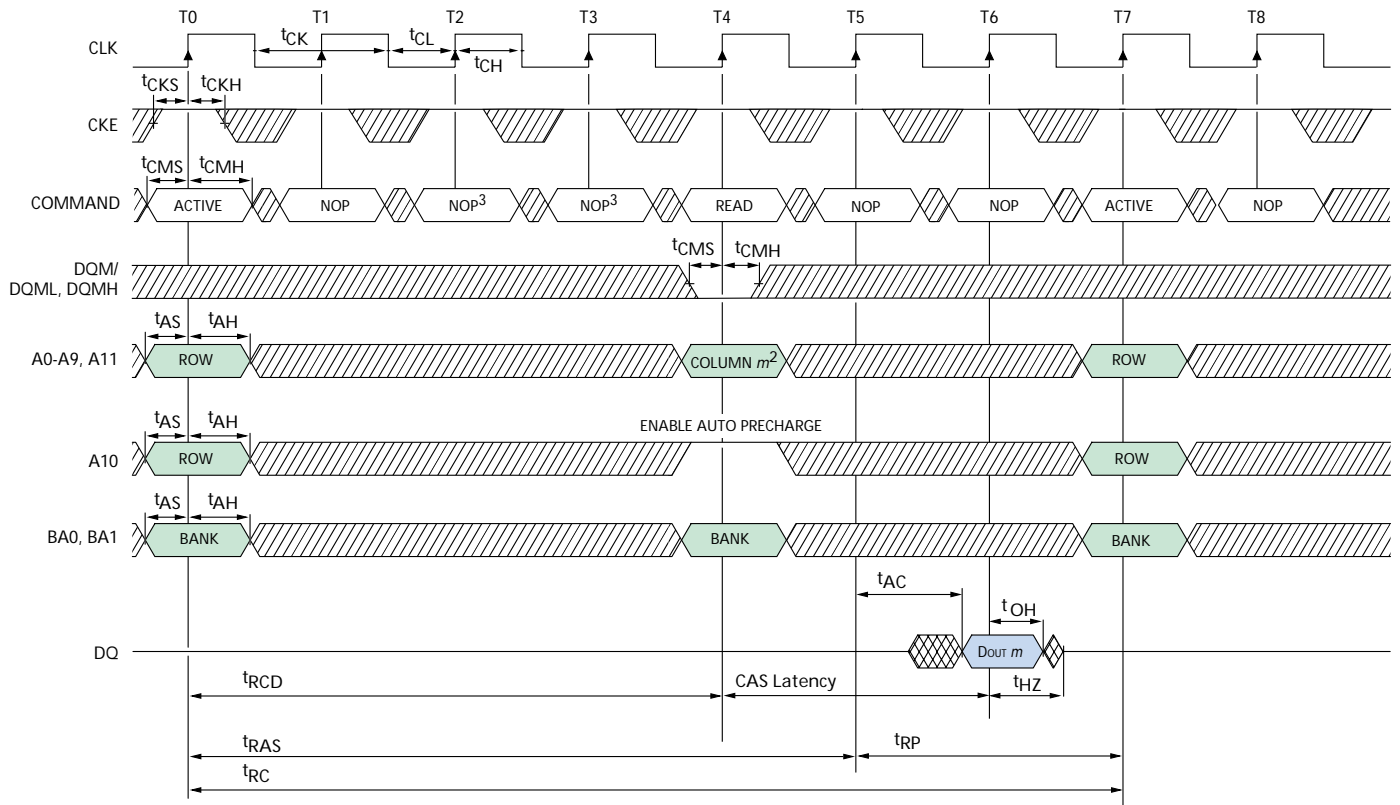 T0 T1 T2 T3 T4 T5 T6 T7 T8
CLK tCK tCL tCH
tCKS tCKH
CKE
tCMS tCMH
COMMAND ACTIVE NOP NOP3 NOP3 READ NOP NOP ACTIVE NOP
tCMS tCMH
DQM/
DQML, DQMH
tAS tAH
A0-A9, A11 ROW COLUMN m2 ROW
ENABLE AUTO PRECHARGE
tAS tAH
A10 ROW ROW
tAS tAH
BA0, BA1 BANK BANK BANK
tAC
tOH
DQ DOUT m
tRCD CAS Latency tHZ
tRAS tRP
tRC